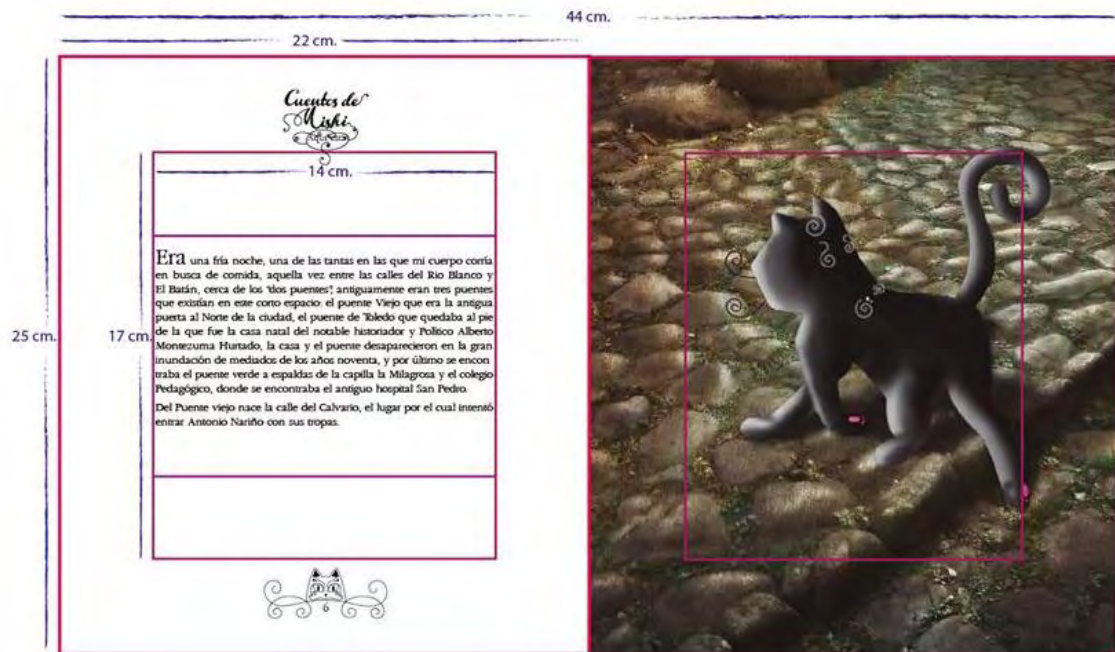 44 cm.
22 cm.
Cuentos de
Mishi
14 cm.
Era una fría noche, una de las tantas en las que mi cuerpo corría
en busca de comida, aquella vez entre las calles del Rio Blanco y
El Batán, cerca de los "dos puentes", antiguamente eran tres puentes
que existían en este corto espacio: el puente Viejo que era la antigua
puerta al Norte de la ciudad, el puente de Toledo que quedaba al pie
de la que fue la casa natal del notable historiador y Político Alberto
Montezuma Hurtado, la casa y el puente desaparecieron en la gran
inundación de mediados de los años noventa, y por último se encon
traba el puente verde a espaldas de la capilla la Milagrosa y el colegio
Pedagógico, donde se encontraba el antiguo hospital San Pedro.
Del Puente viejo nace la calle del Calvario, el lugar por el cual intentó
entrar Antonio Nariño con sus tropas.
25 cm.
17 cm.
6